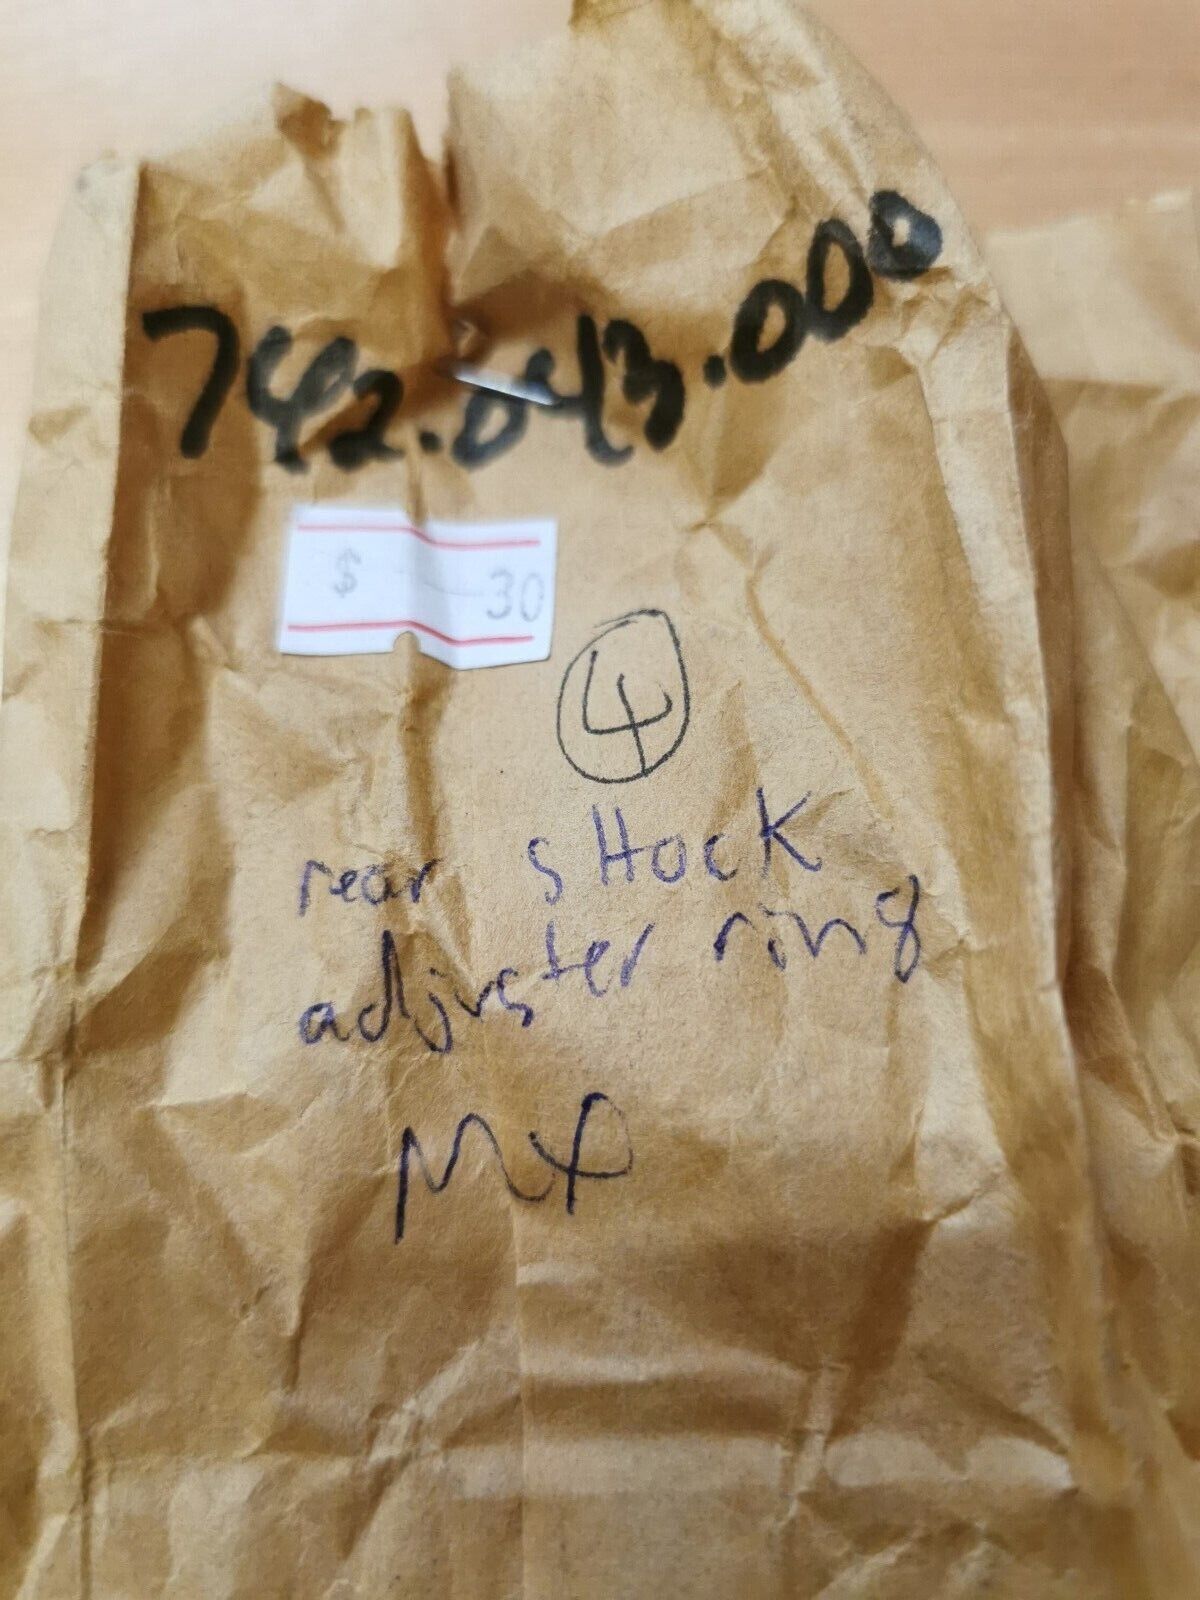 742.043.000
$ 30
4
rear sHock
adjuster ring
MX